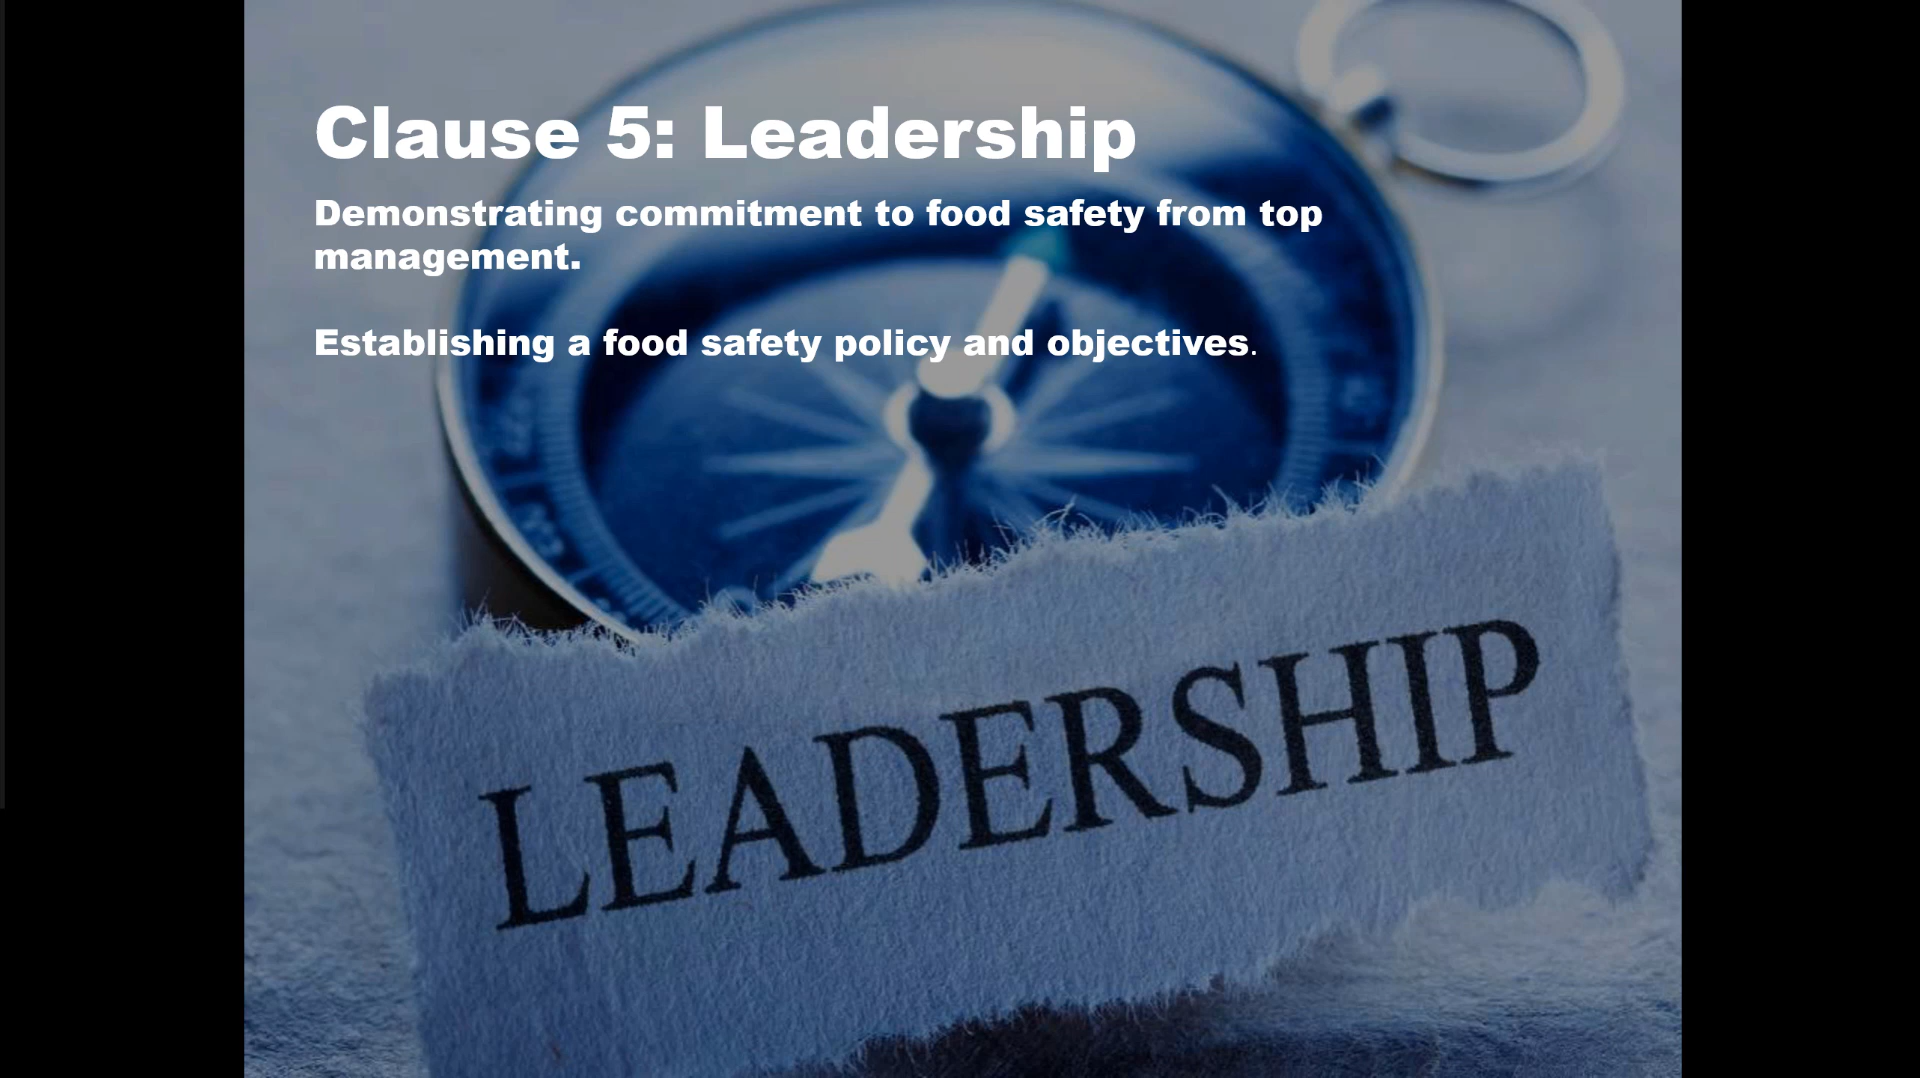 Clause 5: Leadership
Demonstrating commitment to food safety from top
management.
Establishing a food safety policy and objectives.
LEADERSHIP